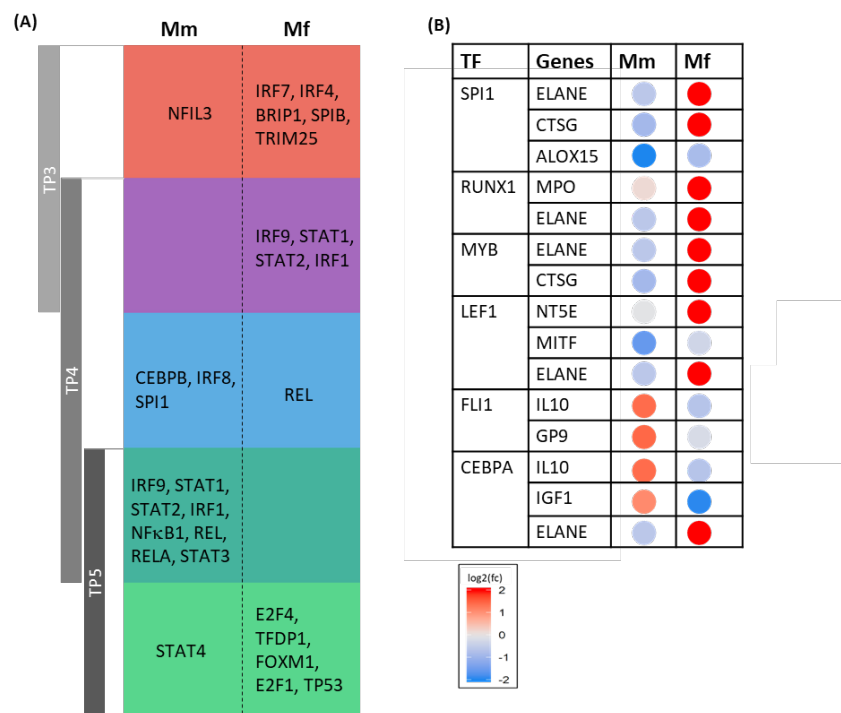 (A)
Mm Mf
TP3
TP4
TP5
NFIL3
IRF7, IRF4,
BRIP1, SPIB,
TRIM25
IRF9, STAT1,
STAT2, IRF1
CEBPB, IRF8,
SPI1
REL
IRF9, STAT1,
STAT2, IRF1,
NFκB1, REL,
RELA, STAT3
STAT4
E2F4,
TFDP1,
FOXM1,
E2F1, TP53
(B)
TF Genes Mm Mf
SPI1 ELANE
CTSG
ALOX15
RUNX1 MPO
ELANE
MYB ELANE
CTSG
LEF1 NT5E
MITF
ELANE
FLI1 IL10
GP9
CEBPA IL10
IGF1
ELANE
log2(fc)
2
1
0
-1
-2